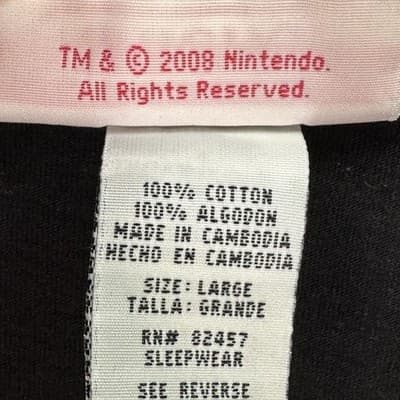 TM & © 2008 Nintendo.
All Rights Reserved.
100% COTTON
100% ALGODON
MADE IN CAMBODIA
HECHO EN CAMBODIA
SIZE: LARGE
TALLA: GRANDE
RN# 82457
SLEEPWEAR
SEE REVERSE